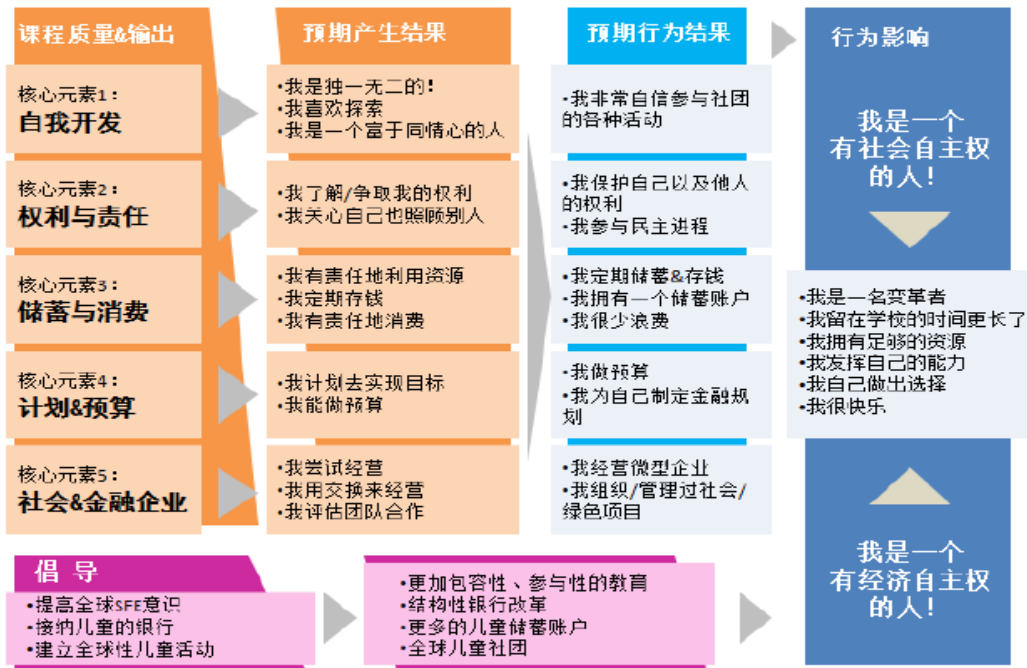 课程质量&输出
预期产生结果
预期行为结果
行为影响
核心元素1：
自我开发
•我是独一无二的!
•我喜欢探索
•我是一个富于同情心的人
•我非常自信参与社团
的各种活动
核心元素2：
权利与责任
•我了解/争取我的权利
•我关心自己也照顾别人
•我保护自己以及他人
的权利
•我参与民主进程
核心元素3：
储蓄与消费
•我有责任地利用资源
•我定期存钱
•我有责任地消费
•我定期储蓄&存钱
•我拥有一个储蓄账户
•我很少浪费
核心元素4：
计划&预算
•我计划去实现目标
•我能做预算
•我做预算
•我为自己制定金融规
划
核心元素5：
社会&金融企业
•我尝试经营
•我用交换来经营
•我评估团队合作
•我经营微型企业
•我组织/管理过社会/
绿色项目
我是一个
有社会自主权
的人！
•我是一名变革者
•我留在学校的时间更长了
•我拥有足够的资源
•我发挥自己的能力
•我自己做出选择
•我很快乐
我是一个
有经济自主权
的人！
倡 导
•提高全球SFE意识
•接纳儿童的银行
•建立全球性儿童活动
•更加包容性、参与性的教育
•结构性银行改革
•更多的儿童储蓄账户
•全球儿童社团